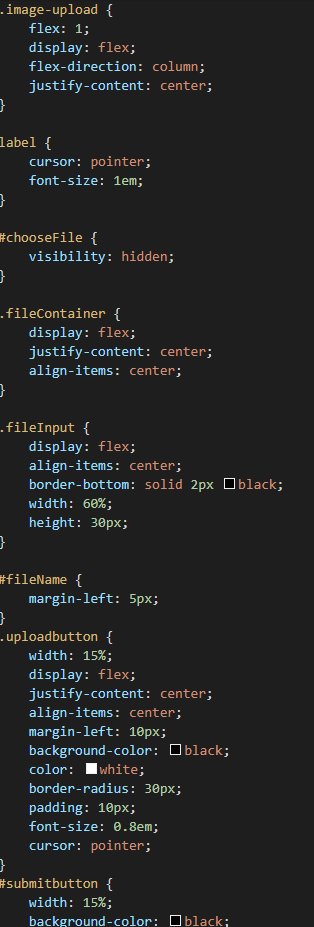 .image-upload {
    flex: 1;
    display: flex;
    flex-direction: column;
    justify-content: center;
}

label {
    cursor: pointer;
    font-size: 1em;
}

#chooseFile {
    visibility: hidden;
}

.fileContainer {
    display: flex;
    justify-content: center;
    align-items: center;
}

.fileInput {
    display: flex;
    align-items: center;
    border-bottom: solid 2px black;
    width: 60%;
    height: 30px;
}

#fileName {
    margin-left: 5px;
}
.uploadbutton {
    width: 15%;
    display: flex;
    justify-content: center;
    align-items: center;
    margin-left: 10px;
    background-color: black;
    color: white;
    border-radius: 30px;
    padding: 10px;
    font-size: 0.8em;
    cursor: pointer;
}
#submitbutton {
    width: 15%;
    background-color: black;